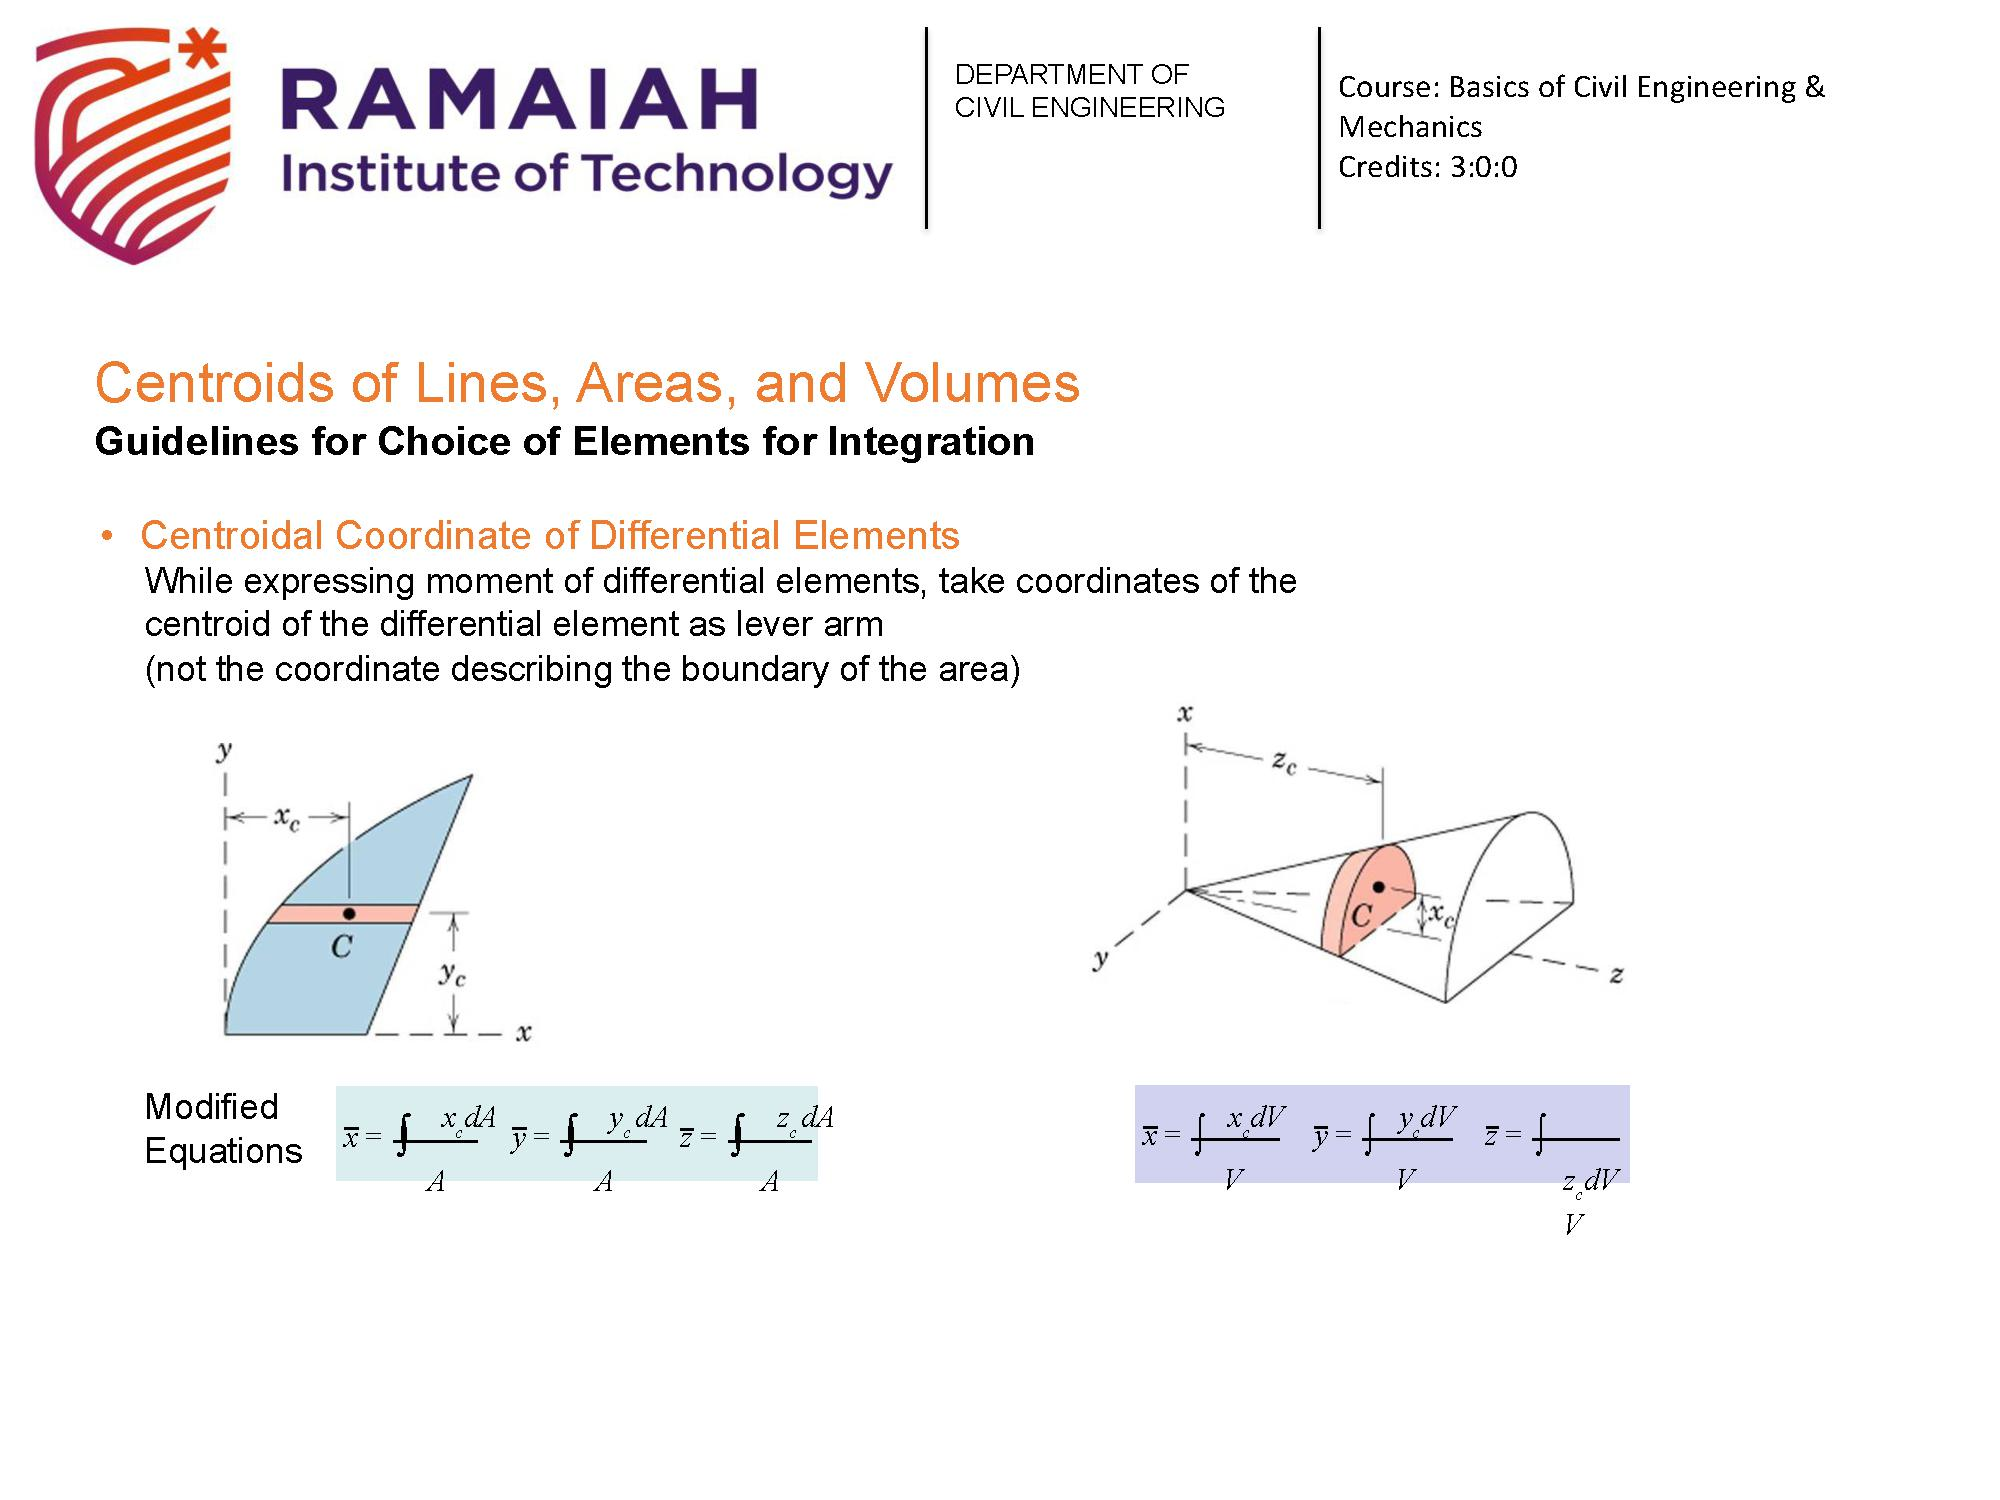 RAMAIAH
Institute of Technology
DEPARTMENT OF
CIVIL ENGINEERING
Course: Basics of Civil Engineering &
Mechanics
Credits: 3:0:0
Centroids of Lines, Areas, and Volumes
Guidelines for Choice of Elements for Integration
• Centroidal Coordinate of Differential Elements
While expressing moment of differential elements, take coordinates of the
centroid of the differential element as lever arm
(not the coordinate describing the boundary of the area)
y
x_c
C
y_c
x
x
z_c
C
x_c
y
z
Modified
Equations
x̄ = ∫ x_c dA / A   ȳ = ∫ y_c dA / A   z̄ = ∫ z_c dA / A
x̄ = ∫ x_c dV / V   ȳ = ∫ y_c dV / V   z̄ = ∫ z_c dV / V